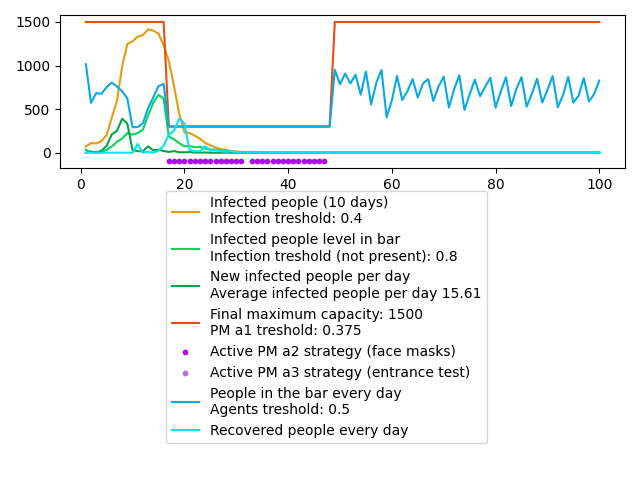 1500
1000
500
0
0
20
40
60
80
100
Infected people (10 days)
Infection treshold: 0.4
Infected people level in bar
Infection treshold (not present): 0.8
New infected people per day
Average infected people per day 15.61
Final maximum capacity: 1500
PM a1 treshold: 0.375
Active PM a2 strategy (face masks)
Active PM a3 strategy (entrance test)
People in the bar every day
Agents treshold: 0.5
Recovered people every day